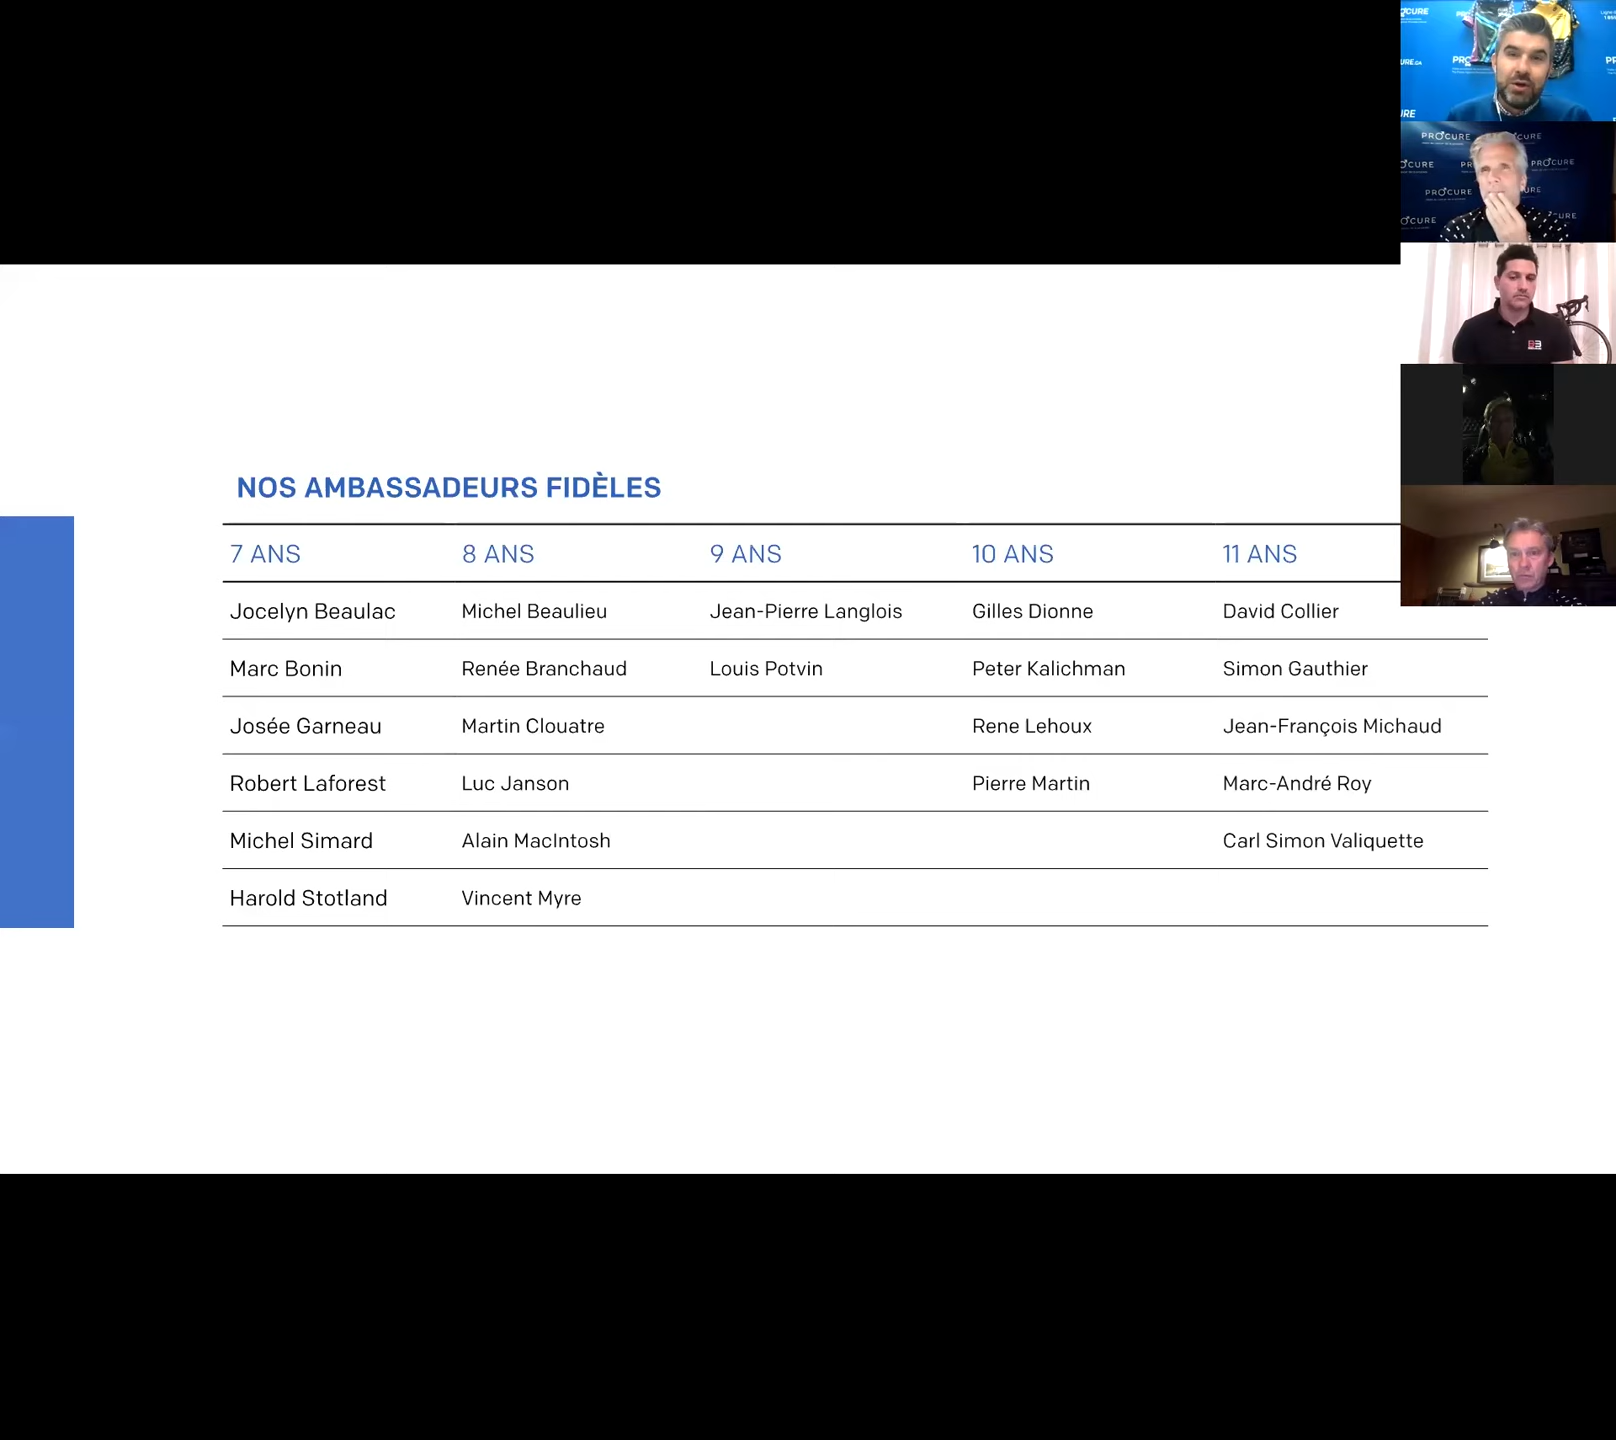 NOS AMBASSADEURS FIDÈLES
7 ANS 8 ANS 9 ANS 10 ANS 11 ANS
Jocelyn Beaulac Michel Beaulieu Jean-Pierre Langlois Gilles Dionne David Collier
Marc Bonin Renée Branchaud Louis Potvin Peter Kalichman Simon Gauthier
Josée Garneau Martin Clouatre Rene Lehoux Jean-François Michaud
Robert Laforest Luc Janson Pierre Martin Marc-André Roy
Michel Simard Alain MacIntosh Carl Simon Valiquette
Harold Stotland Vincent Myre
PROCURE PROCURE
PROCURE
PROCURE